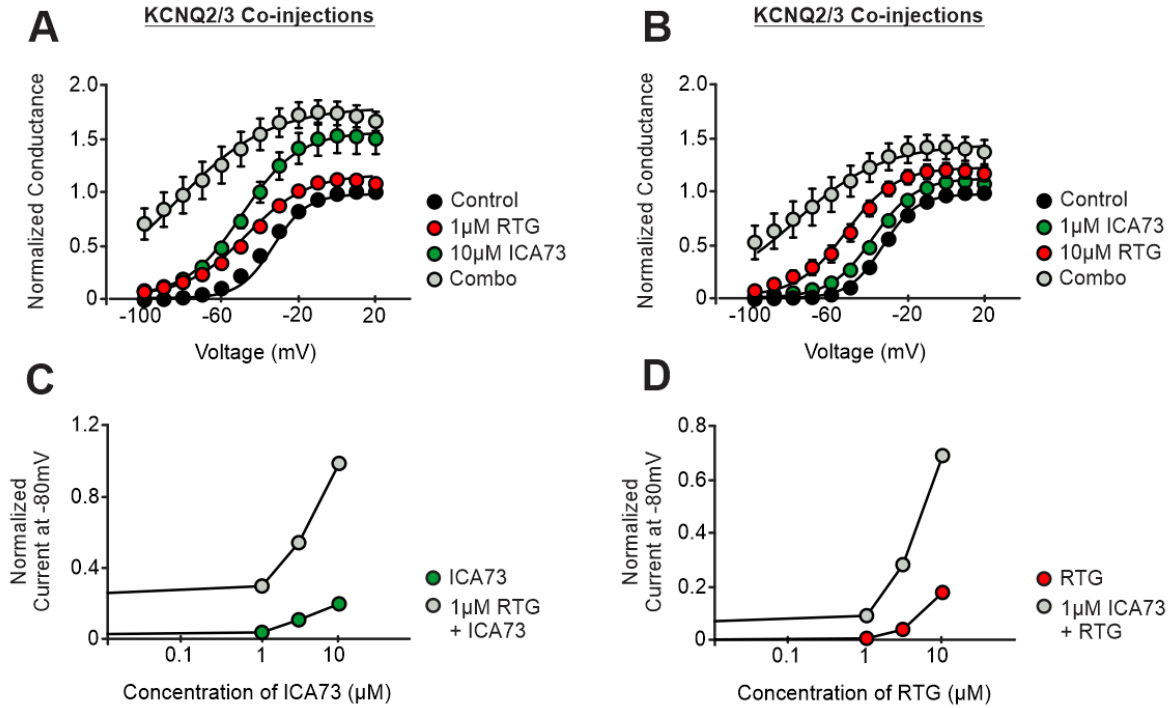 A
KCNQ2/3 Co-injections
Normalized Conductance
2.0
1.5
1.0
0.5
0
-100
-60
-20
20
Voltage (mV)
Control
1µM RTG
10µM ICA73
Combo
B
KCNQ2/3 Co-injections
Normalized Conductance
2.0
1.5
1.0
0.5
0
-100
-60
-20
20
Voltage (mV)
Control
1µM ICA73
10µM RTG
Combo
C
Normalized
Current at -80mV
1.2
0.8
0.4
0
0.1
1
10
Concentration of ICA73 (µM)
ICA73
1µM RTG
+ ICA73
D
Normalized
Current at -80mV
0.8
0.6
0.4
0.2
0
0.1
1
10
Concentration of RTG (µM)
RTG
1µM ICA73
+ RTG